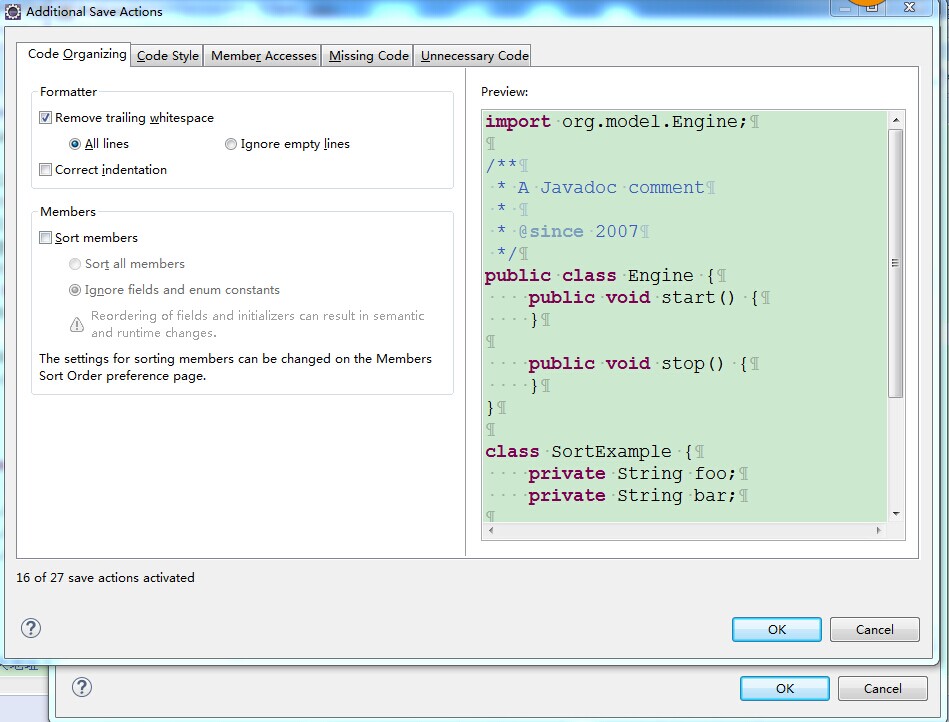 Additional Save Actions
Code Organizing
Code Style
Member Accesses
Missing Code
Unnecessary Code
Formatter
Remove trailing whitespace
All lines
Ignore empty lines
Correct indentation
Members
Sort members
Sort all members
Ignore fields and enum constants
Reordering of fields and initializers can result in semantic
and runtime changes.
The settings for sorting members can be changed on the Members
Sort Order preference page.
Preview:
import·org.model.Engine;¶
¶
/**¶
·*·A·Javadoc·comment¶
·*·¶
·*·@since·2007¶
·*/¶
public·class·Engine·{¶
····public·void·start()·{¶
····}¶
¶
····public·void·stop()·{¶
····}¶
}¶
¶
class·SortExample·{¶
····private·String·foo;¶
····private·String·bar;¶
¶
16 of 27 save actions activated
OK
Cancel
OK
Cancel